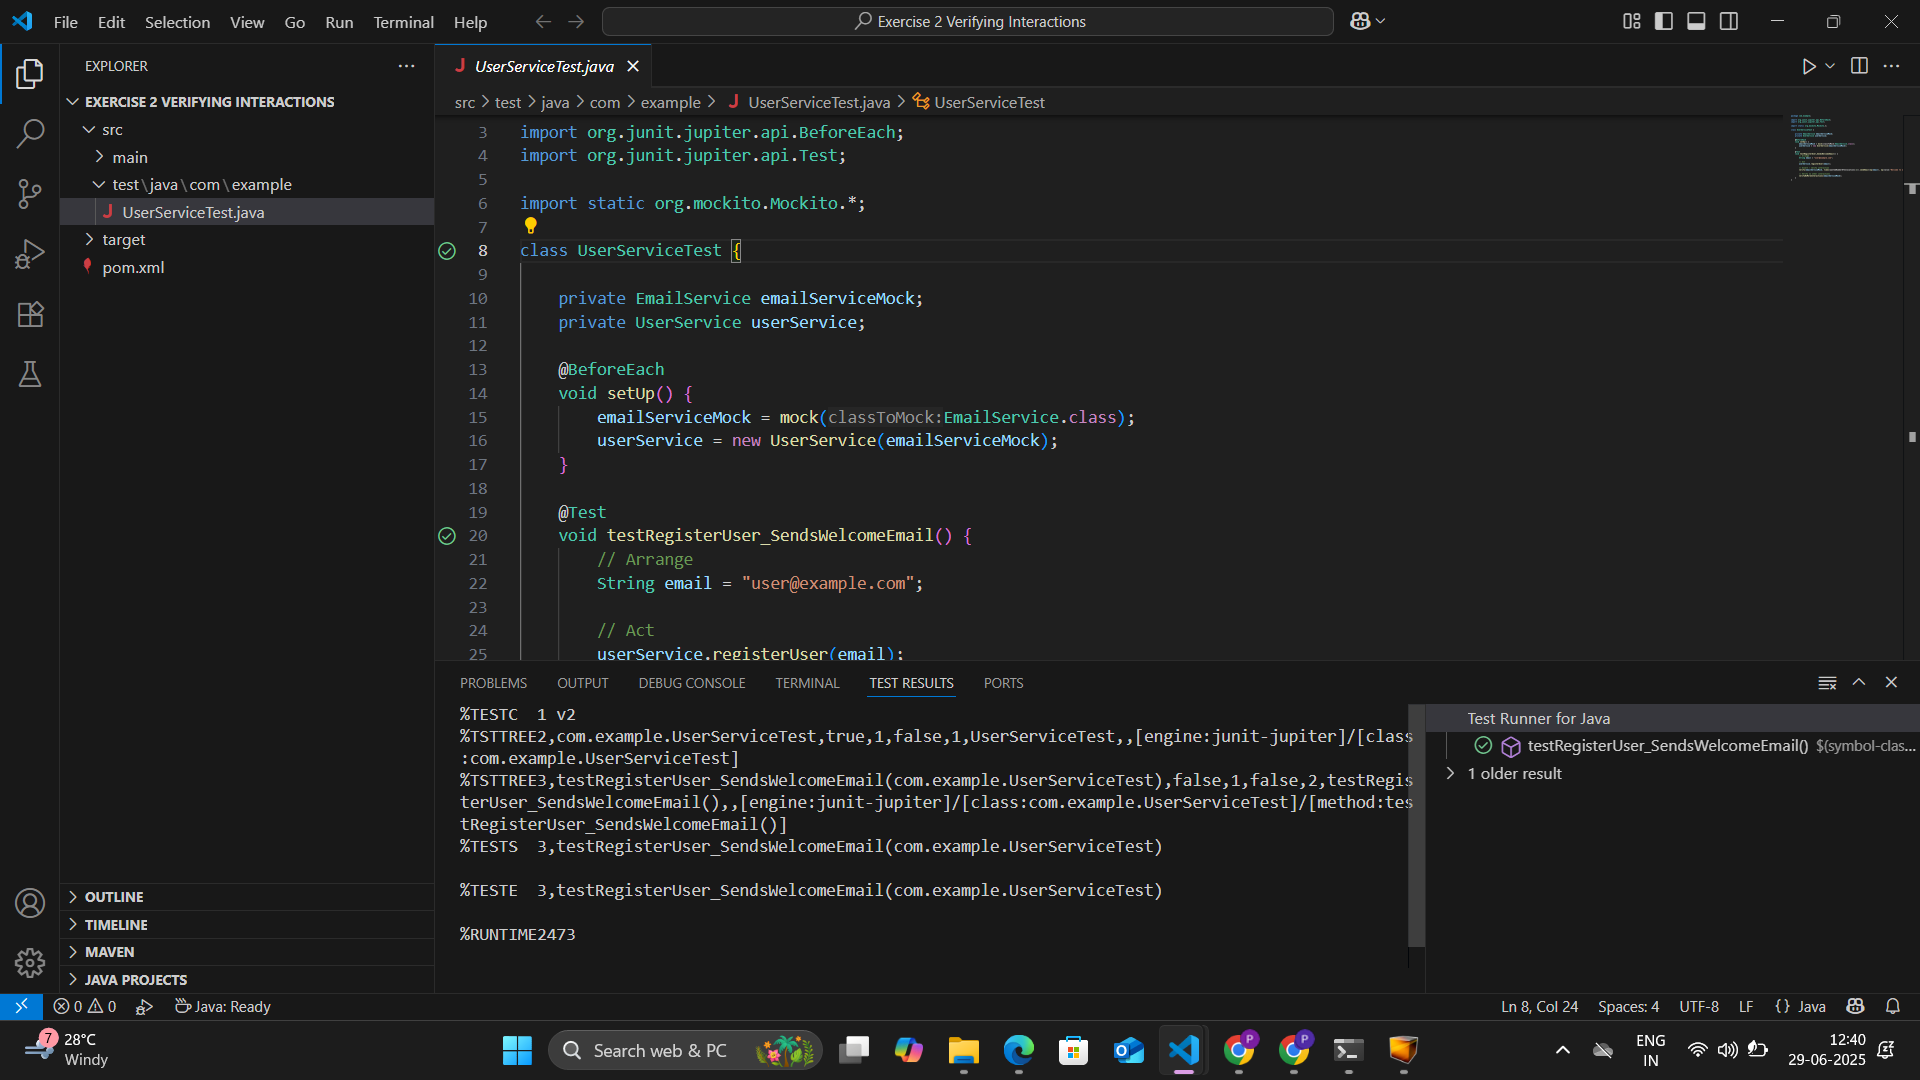 File Edit Selection View Go Run Terminal Help
Exercise 2 Verifying Interactions
EXPLORER
EXERCISE 2 VERIFYING INTERACTIONS
src
main
test\java\com\example
J UserServiceTest.java
target
pom.xml
OUTLINE
TIMELINE
MAVEN
JAVA PROJECTS
J UserServiceTest.java
src > test > java > com > example > J UserServiceTest.java > UserServiceTest
3 import org.junit.jupiter.api.BeforeEach;
4 import org.junit.jupiter.api.Test;
5
6 import static org.mockito.Mockito.*;
7
8 class UserServiceTest {
9
10 private EmailService emailServiceMock;
11 private UserService userService;
12
13 @BeforeEach
14 void setUp() {
15 emailServiceMock = mock(classToMock:EmailService.class);
16 userService = new UserService(emailServiceMock);
17 }
18
19 @Test
20 void testRegisterUser_SendsWelcomeEmail() {
21 // Arrange
22 String email = "user@example.com";
23
24 // Act
25 userService.registerUser(email);
PROBLEMS OUTPUT DEBUG CONSOLE TERMINAL TEST RESULTS PORTS
%TESTC 1 v2
%TSTTREE2,com.example.UserServiceTest,true,1,false,1,UserServiceTest,,[engine:junit-jupiter]/[class
:com.example.UserServiceTest]
%TSTTREE3,testRegisterUser_SendsWelcomeEmail(com.example.UserServiceTest),false,1,false,2,testRegis
terUser_SendsWelcomeEmail(),,[engine:junit-jupiter]/[class:com.example.UserServiceTest]/[method:tes
tRegisterUser_SendsWelcomeEmail()]
%TESTS 3,testRegisterUser_SendsWelcomeEmail(com.example.UserServiceTest)
%TESTE 3,testRegisterUser_SendsWelcomeEmail(com.example.UserServiceTest)
%RUNTIME2473
Test Runner for Java
testRegisterUser_SendsWelcomeEmail() $(symbol-clas...
1 older result
0 0 Java: Ready
Ln 8, Col 24 Spaces: 4 UTF-8 LF {} Java
7
28°C
Windy
Search web & PC
P
P
ENG
IN
12:40
29-06-2025